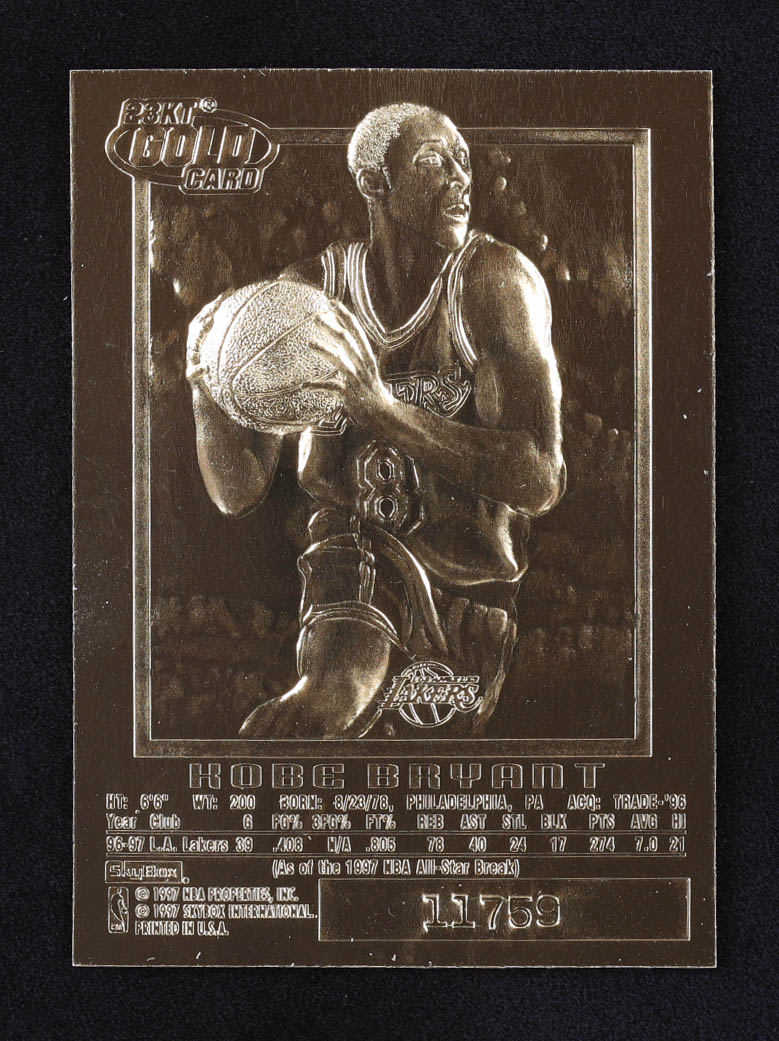 23KT®
GOLD
CARD
ERS
8
LOS ANGELES
LAKERS
KOBE BRYANT
HT: 6'6" WT: 200 BORN: 8/23/78, PHILADELPHIA, PA ACQ: TRADE-'96
Year Club G FG% 3FG% FT% REB AST STL BLK PTS AVG HI
96-97 L.A. Lakers 39 .408 N/A .805 78 40 24 17 274 7.0 21
(As of the 1997 NBA All-Star Break)
SkyBox
© 1997 NBA PROPERTIES, INC.
© 1997 SKYBOX INTERNATIONAL.
PRINTED IN U.S.A.
11759